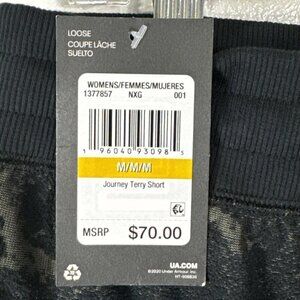 LOOSE
COUPE LÂCHE
SUELTO
WOMENS/FEMMES/MUJERES
1377857 NXG 001
1 96040 93098 5
M/M/M
Journey Terry Short
MSRP $70.00
UA.COM
©2020 Under Armour, Inc.